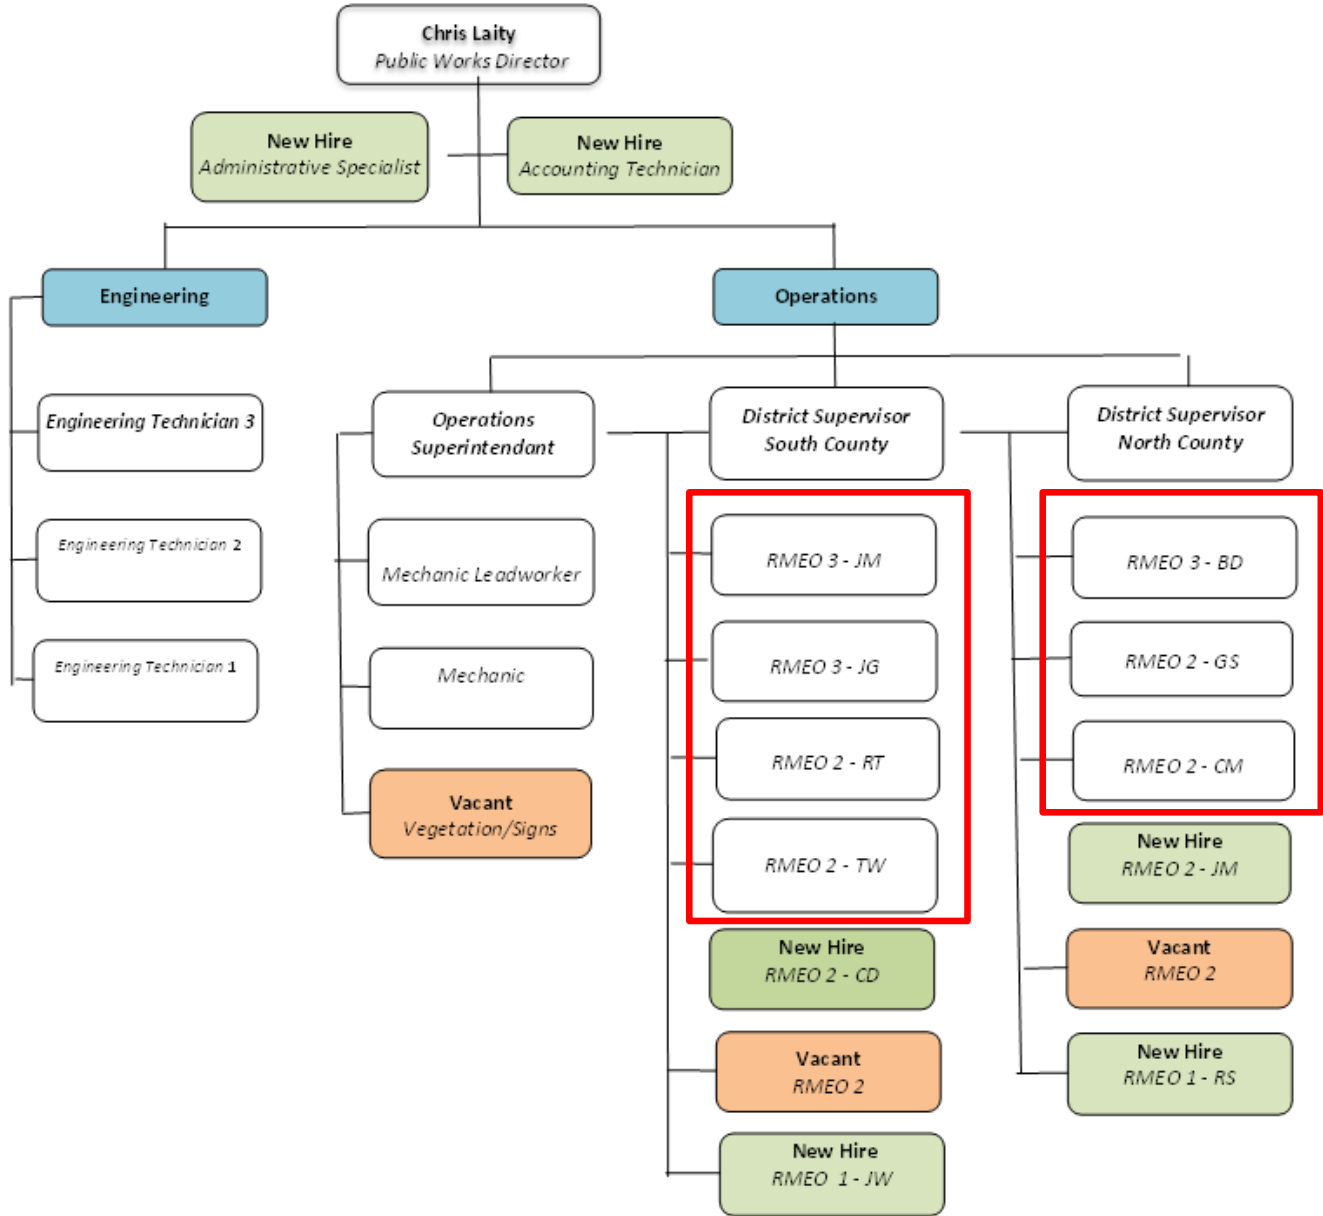 Chris Laity
Public Works Director
New Hire
Administrative Specialist
New Hire
Accounting Technician
Engineering
Operations
Engineering Technician 3
Engineering Technician 2
Engineering Technician 1
Operations
Superintendant
Mechanic Leadworker
Mechanic
Vacant
Vegetation/Signs
District Supervisor
South County
RMEO 3 - JM
RMEO 3 - JG
RMEO 2 - RT
RMEO 2 - TW
New Hire
RMEO 2 - CD
Vacant
RMEO 2
New Hire
RMEO 1 - JW
District Supervisor
North County
RMEO 3 - BD
RMEO 2 - GS
RMEO 2 - CM
New Hire
RMEO 2 - JM
Vacant
RMEO 2
New Hire
RMEO 1 - RS